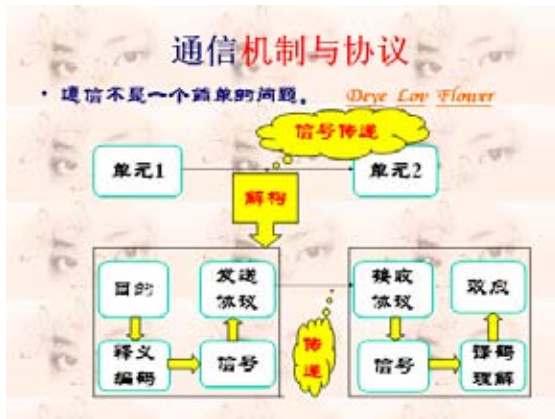 通信机制与协议
• 通信不是一个简单的问题。 Deye Lov Flower
信号传递
单元1 单元2
解构
目的 发送协议 接收协议 效应
释义编码 信号 传递 信号 译码理解